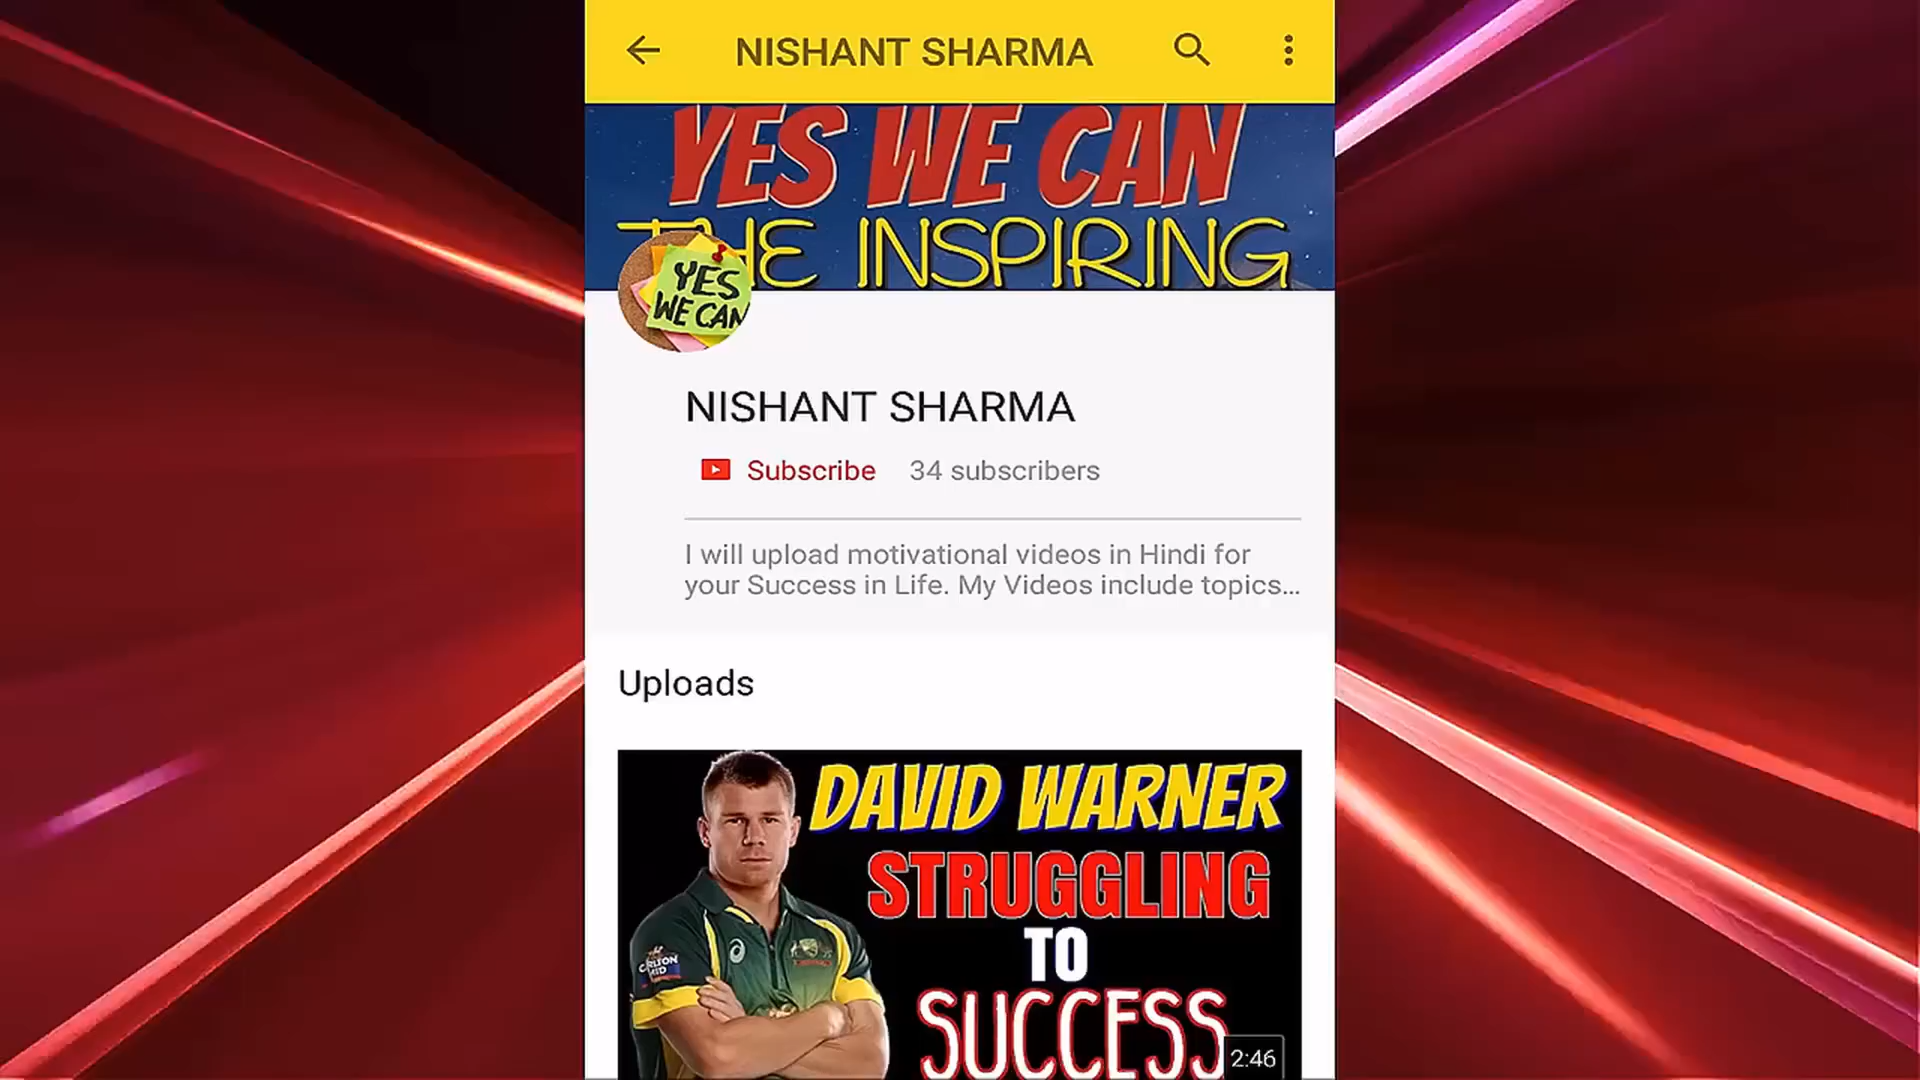 NISHANT SHARMA
YES WE CAN
THE INSPIRING
YES
WE CAN
NISHANT SHARMA
Subscribe 34 subscribers
I will upload motivational videos in Hindi for
your Success in Life. My Videos include topics...
Uploads
DAVID WARNER
STRUGGLING
TO
SUCCESS
2:46